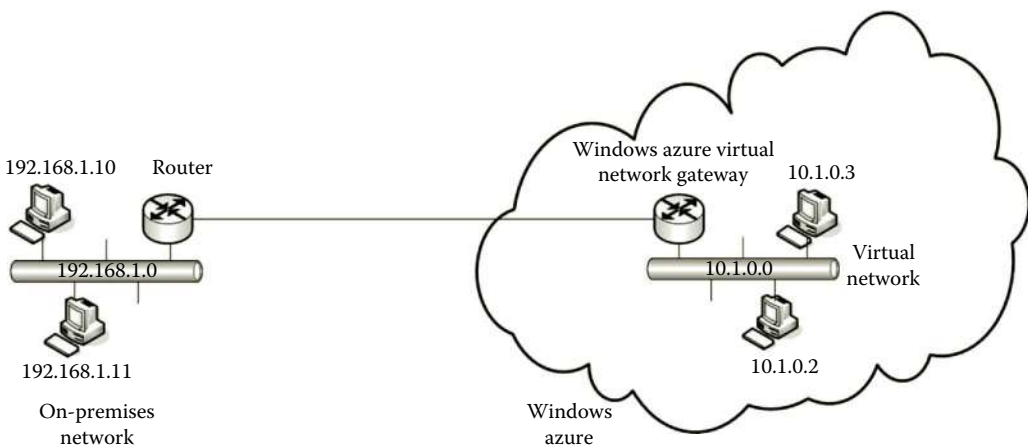 192.168.1.10
Router
192.168.1.0
192.168.1.11
On-premises
network
Windows azure virtual
network gateway
10.1.0.3
10.1.0.0
Virtual
network
10.1.0.2
Windows
azure